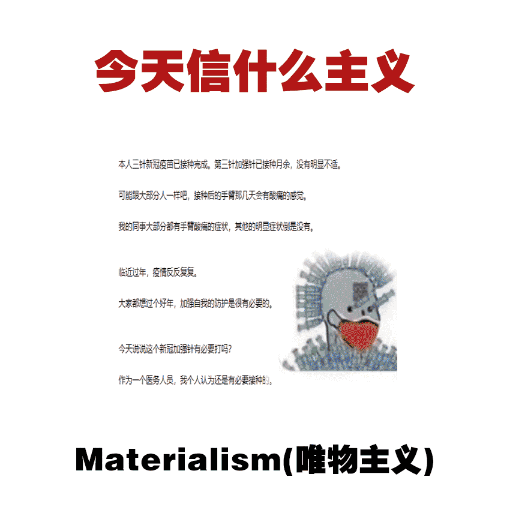 今天信什么主义
本人三针新冠疫苗已接种完成。第三针加强针已接种月余，没有明显不适。
可能跟大部分人一样吧，接种后的手臂那几天会有酸痛的感觉。
我的同事大部分都有手臂酸痛的症状，其他的明显症状倒是没有。
临近过年，疫情反反复复。
大家都想过个好年，加强自我的防护是很有必要的。
今天说说这个新冠加强针有必要打吗？
作为一个医务人员，我个人认为还是有必要接种的。
Materialism(唯物主义)